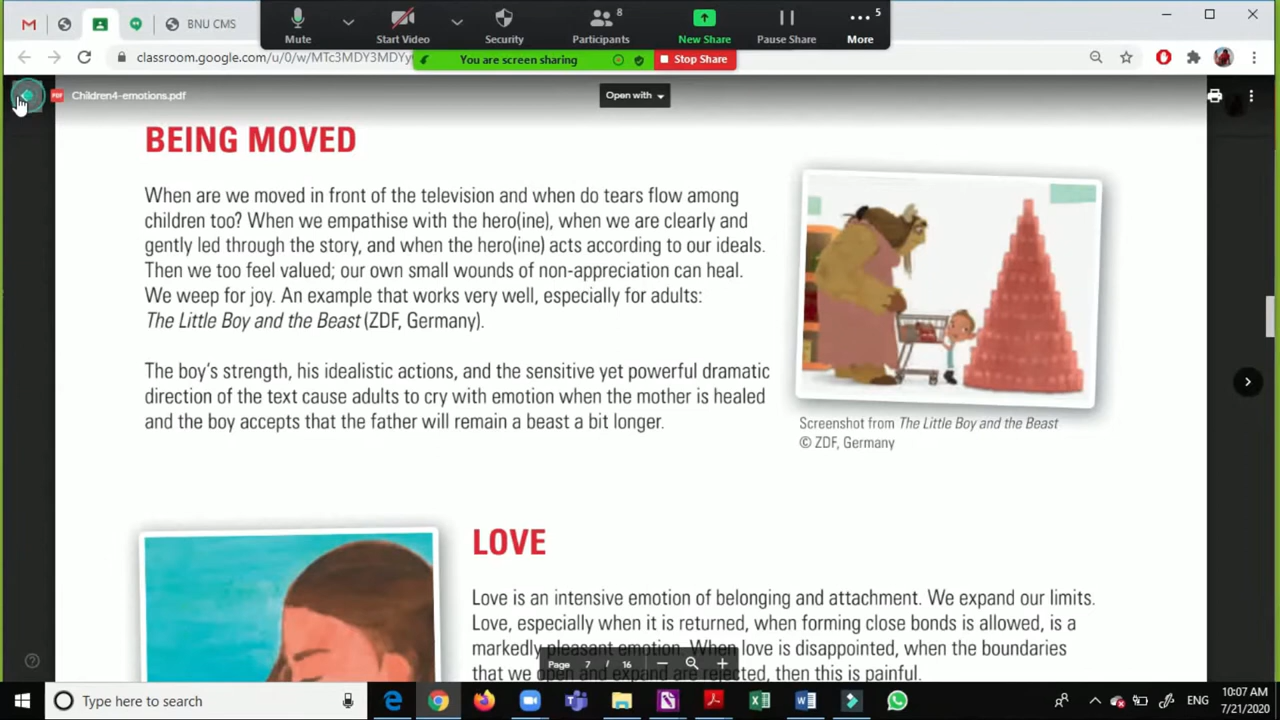 BNU CMS
Mute
Start Video
Security
8
Participants
New Share
Pause Share
5
More
classroom.google.com/u/0/w/MTc3MDY3MDYy
You are screen sharing
Stop Share
PDF
Children4-emotions.pdf
Open with
BEING MOVED
When are we moved in front of the television and when do tears flow among
children too? When we empathise with the hero(ine), when we are clearly and
gently led through the story, and when the hero(ine) acts according to our ideals.
Then we too feel valued; our own small wounds of non-appreciation can heal.
We weep for joy. An example that works very well, especially for adults:
The Little Boy and the Beast (ZDF, Germany).
The boy's strength, his idealistic actions, and the sensitive yet powerful dramatic
direction of the text cause adults to cry with emotion when the mother is healed
and the boy accepts that the father will remain a beast a bit longer.
Screenshot from The Little Boy and the Beast
© ZDF, Germany
LOVE
Love is an intensive emotion of belonging and attachment. We expand our limits.
Love, especially when it is returned, when forming close bonds is allowed, is a
markedly pleasant emotion. When love is disappointed, when the boundaries
that we open and expand are rejected, then this is painful.
Page 7 / 16
Type here to search
ENG
10:07 AM
7/21/2020